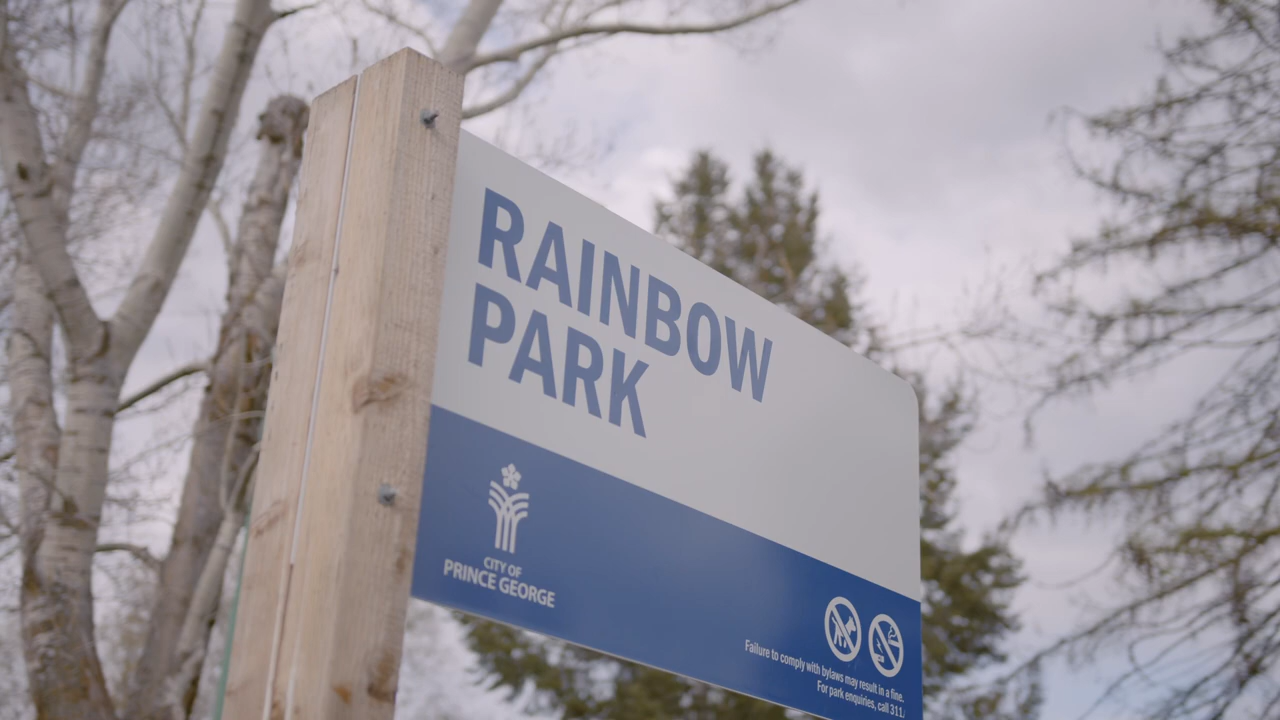 RAINBOW
PARK
CITY OF
PRINCE GEORGE
Failure to comply with bylaws may result in a fine.
For park enquiries, call 311.